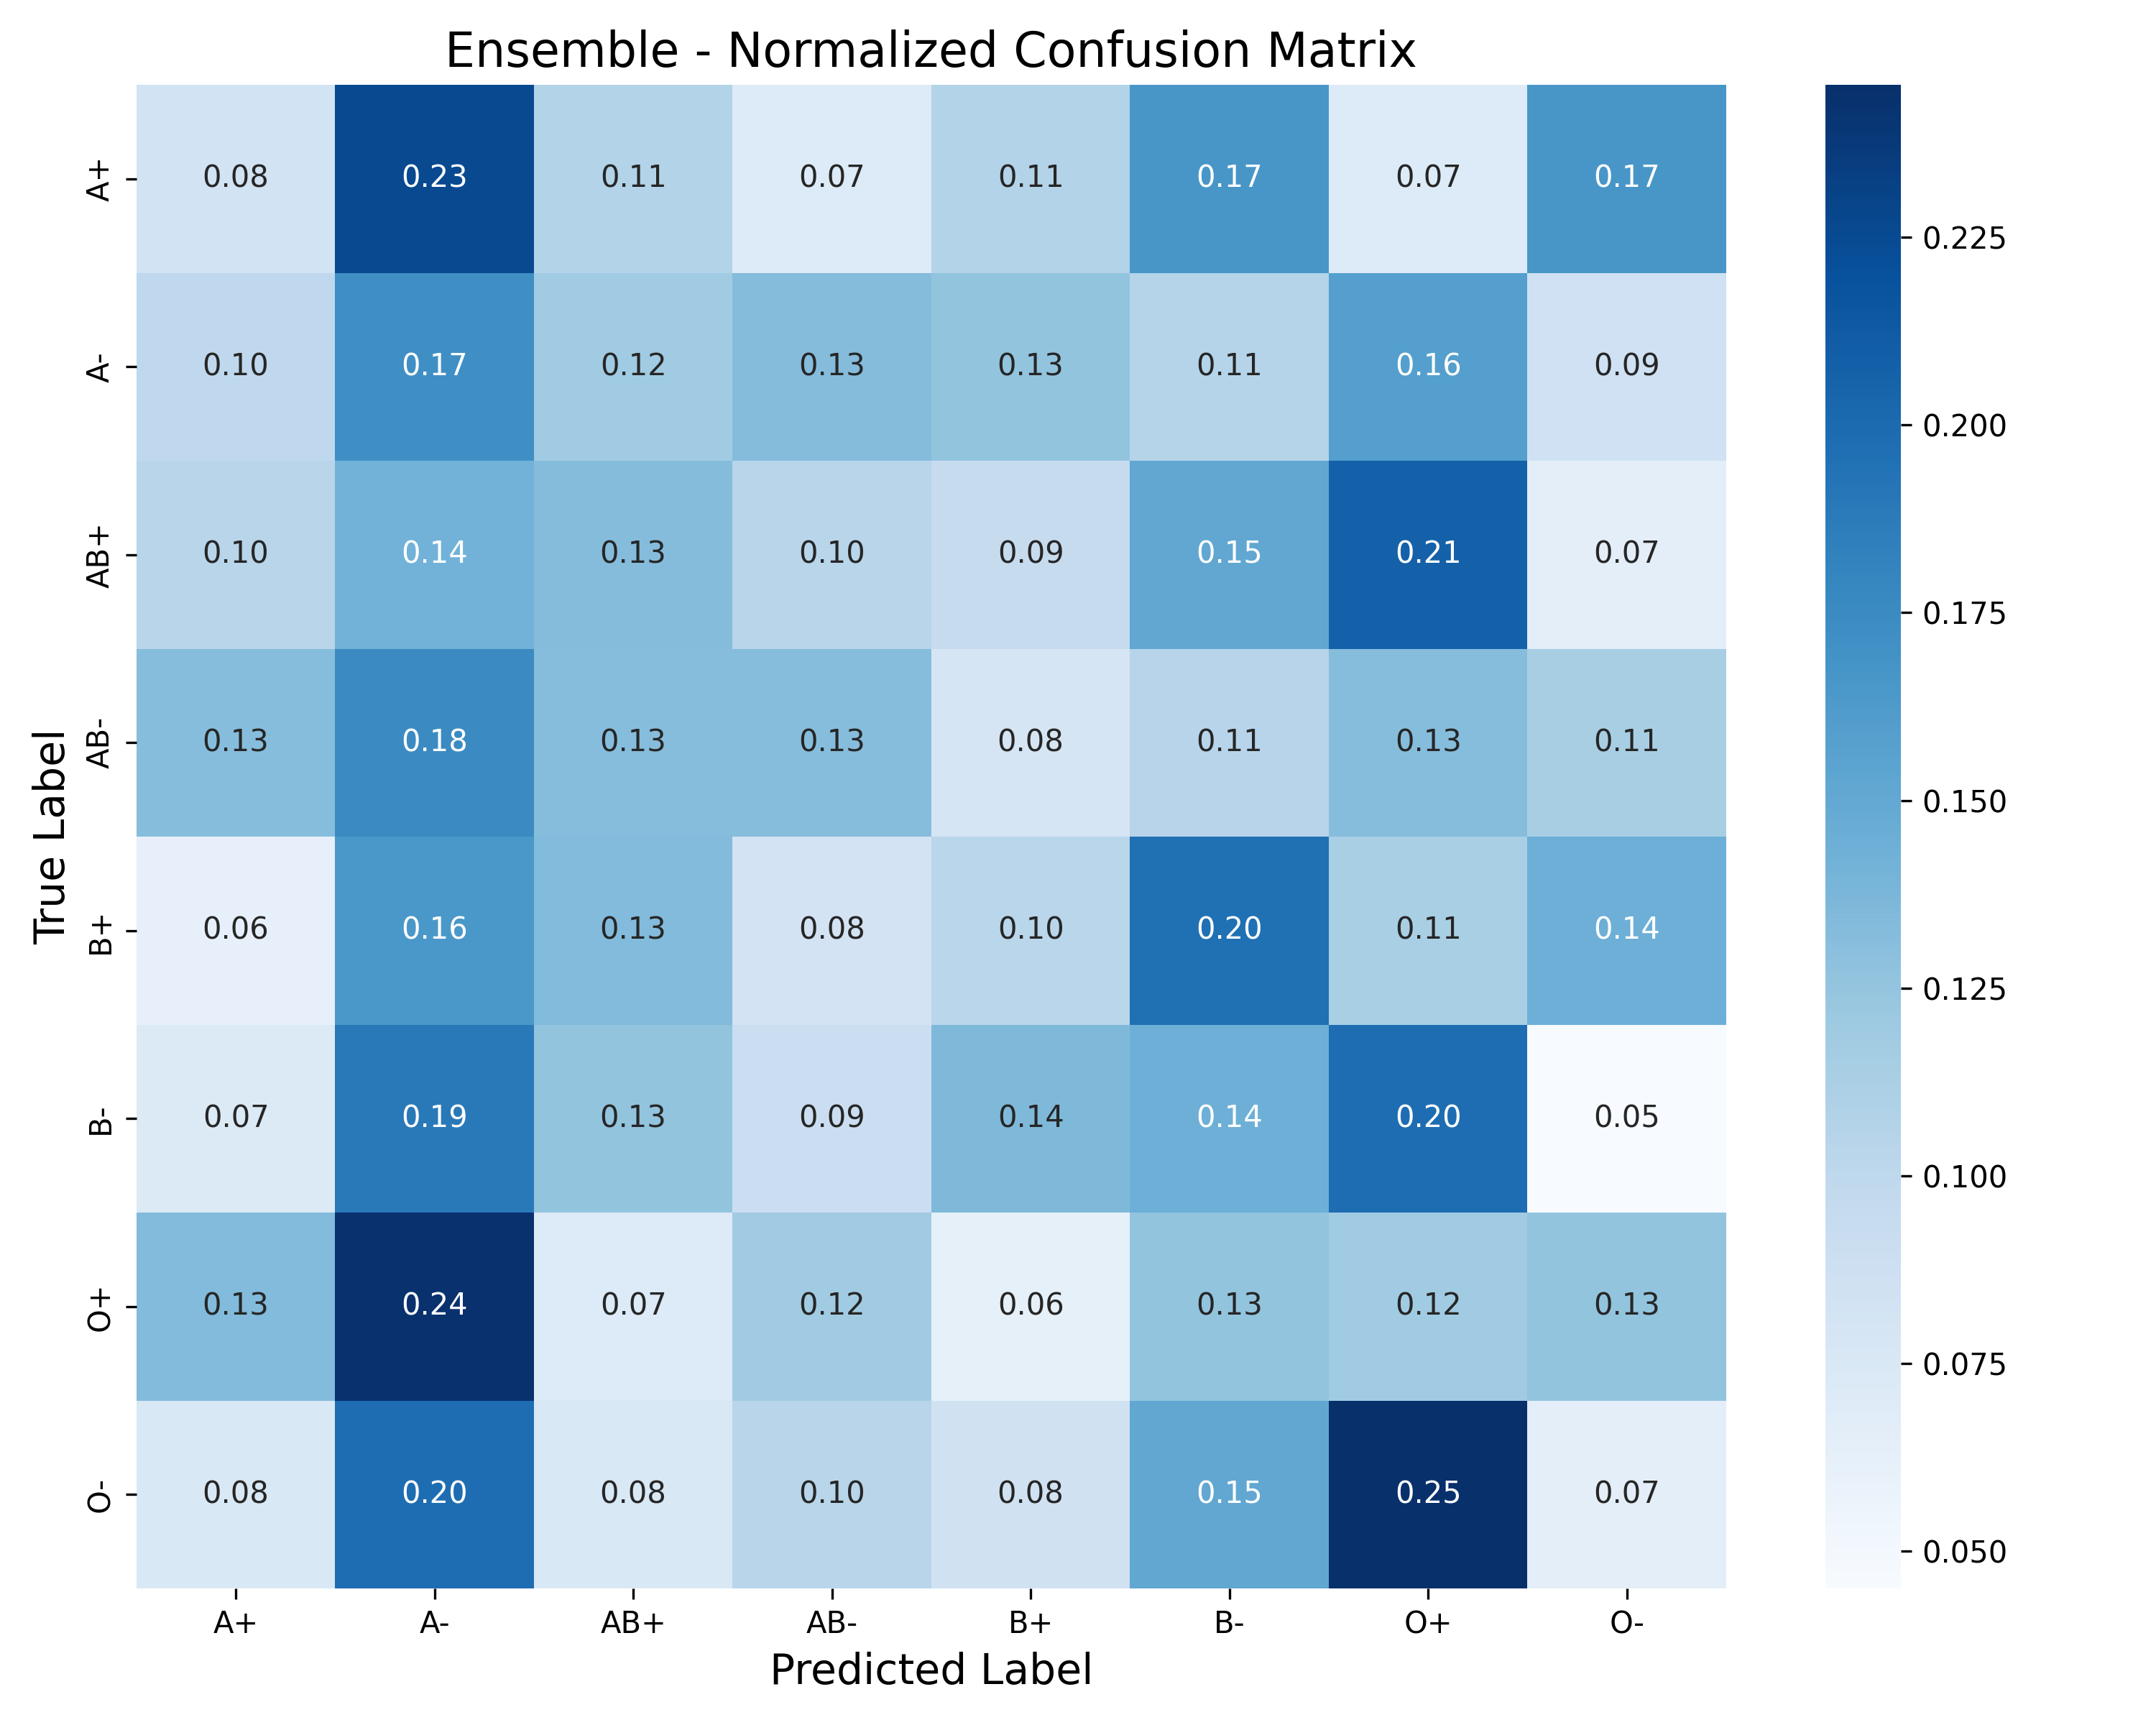 Ensemble - Normalized Confusion Matrix
A+ 0.08 0.23 0.11 0.07 0.11 0.17 0.07 0.17
A- 0.10 0.17 0.12 0.13 0.13 0.11 0.16 0.09
AB+ 0.10 0.14 0.13 0.10 0.09 0.15 0.21 0.07
AB- 0.13 0.18 0.13 0.13 0.08 0.11 0.13 0.11
B+ 0.06 0.16 0.13 0.08 0.10 0.20 0.11 0.14
B- 0.07 0.19 0.13 0.09 0.14 0.14 0.20 0.05
O+ 0.13 0.24 0.07 0.12 0.06 0.13 0.12 0.13
O- 0.08 0.20 0.08 0.10 0.08 0.15 0.25 0.07
A+ A- AB+ AB- B+ B- O+ O-
Predicted Label
True Label
0.225
0.200
0.175
0.150
0.125
0.100
0.075
0.050